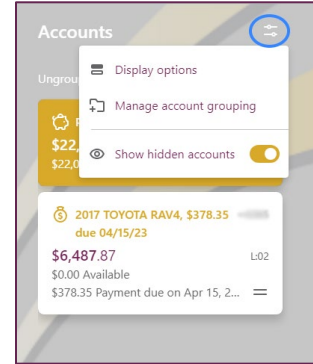 Accounts
Display options
Ungrou
Manage account grouping
$22,
Show hidden accounts
$22,0
2017 TOYOTA RAV4, $378.35
due 04/15/23
$6,487.87
L:02
$0.00 Available
$378.35 Payment due on Apr 15, 2...